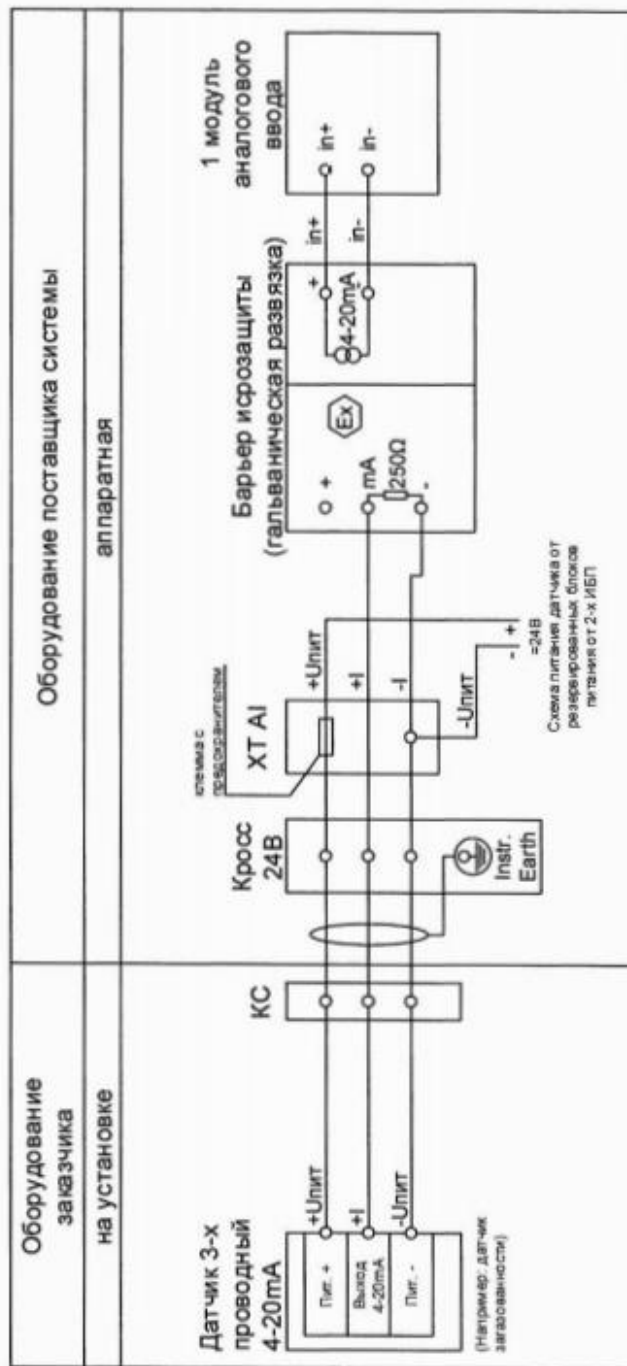 Оборудование
заказчика
Оборудование поставщика системы
на установке
аппаратная
Датчик 3-х
проводный
4-20mA
Пит. +
Выход
4-20mA
Пит. -
(Например: датчик
загазованности)
+Uпит
+I
-Uпит
КС
Кросс
24В
Instr.
Earth
клемма с
предохранителем
XT AI
+Uпит
+I
-I
-Uпит
- +
=24В
Схема питания датчика от
резервированных блоков
питания от 2-х ИБП
Барьер исрозащиты
(гальваническая развязка)
+
mA
250Ω
-
Ex
+
4-20mA
-
in+
in-
1 модуль
аналогового
ввода
in+
in-